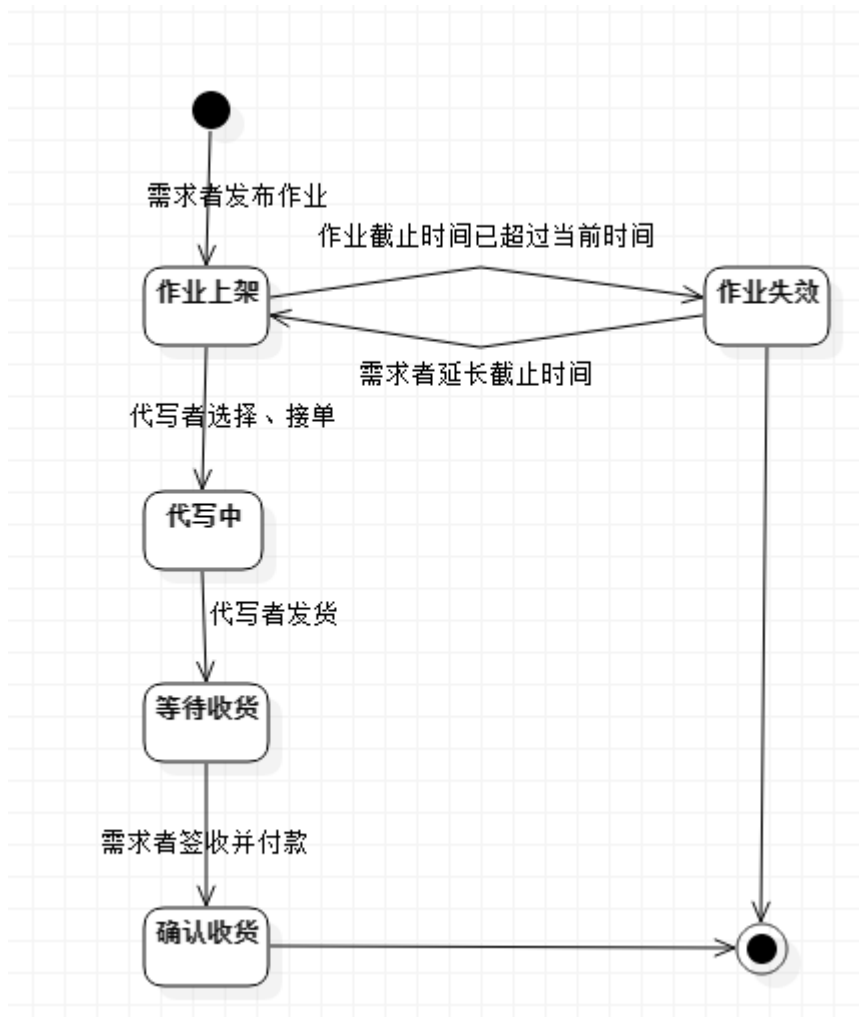 需求者发布作业
作业截止时间已超过当前时间
作业上架
作业失效
需求者延长截止时间
代写者选择、接单
代写中
代写者发货
等待收货
需求者签收并付款
确认收货